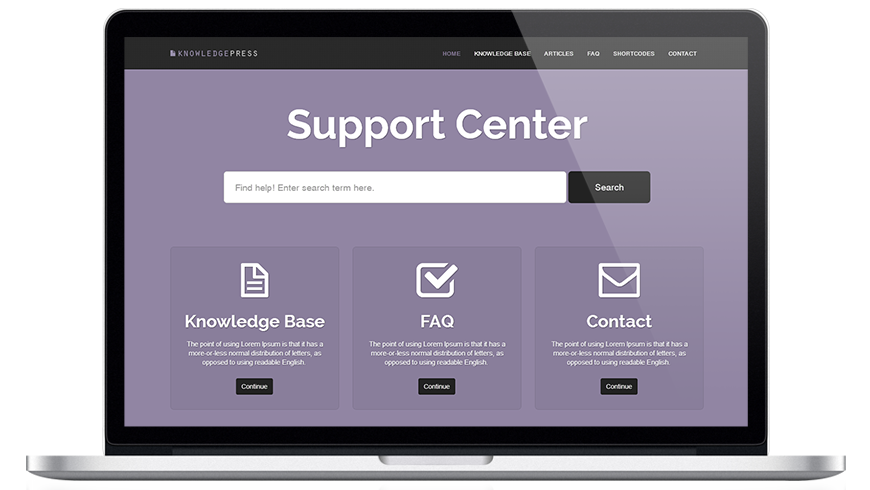 KNOWLEDGEPRESS
HOME KNOWLEDGE BASE ARTICLES FAQ SHORTCODES CONTACT
Support Center
Find help! Enter search term here.
Search
Knowledge Base
The point of using Lorem Ipsum is that it has a
more-or-less normal distribution of letters, as
opposed to using readable English.
Continue
FAQ
The point of using Lorem Ipsum is that it has a
more-or-less normal distribution of letters, as
opposed to using readable English.
Continue
Contact
The point of using Lorem Ipsum is that it has a
more-or-less normal distribution of letters, as
opposed to using readable English.
Continue